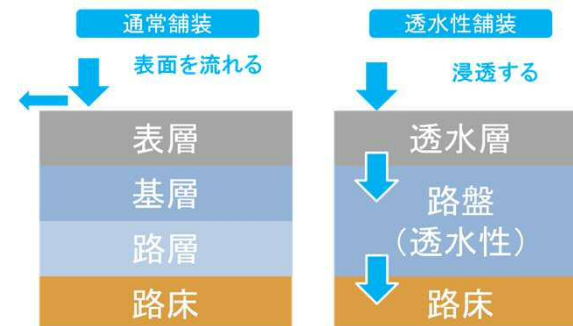 通常舗装
表面を流れる
表層
基層
路層
路床
透水性舗装
浸透する
透水層
路盤
（透水性）
路床